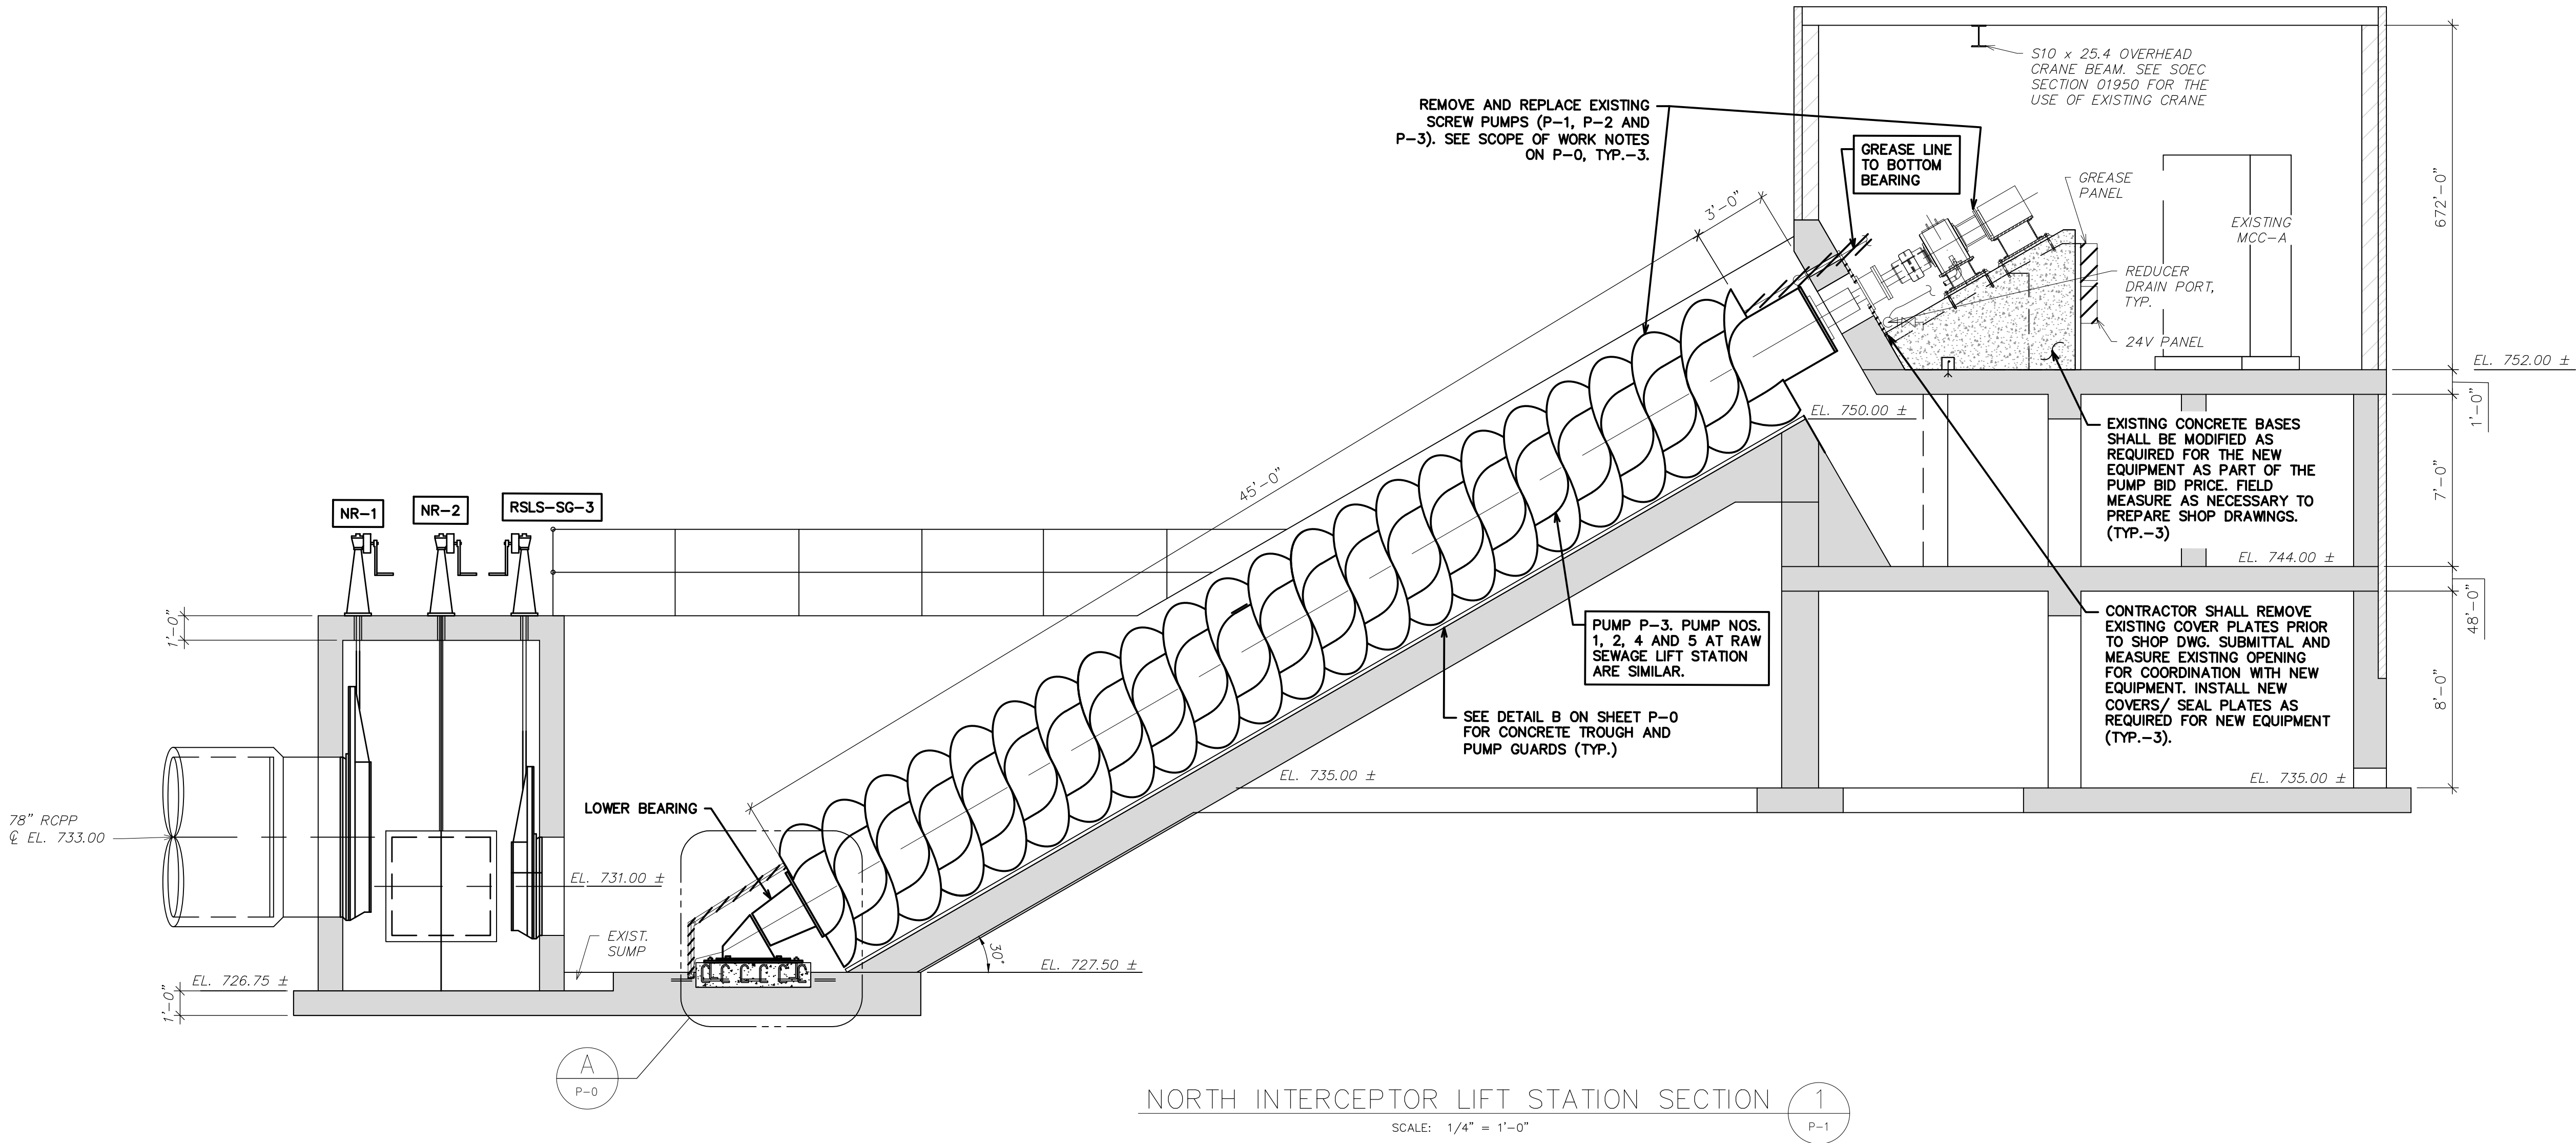 S10 x 25.4 OVERHEAD
CRANE BEAM. SEE SOEC
SECTION 01950 FOR THE
USE OF EXISTING CRANE
REMOVE AND REPLACE EXISTING
SCREW PUMPS (P-1, P-2 AND
P-3). SEE SCOPE OF WORK NOTES
ON P-0, TYP.-3.
GREASE LINE
TO BOTTOM
BEARING
GREASE
PANEL
EXISTING
MCC-A
672'-0"
3'-0"
REDUCER
DRAIN PORT,
TYP.
24V PANEL
EL. 752.00 ±
1'-0"
EL. 750.00 ±
EXISTING CONCRETE BASES
SHALL BE MODIFIED AS
REQUIRED FOR THE NEW
EQUIPMENT AS PART OF THE
PUMP BID PRICE. FIELD
MEASURE AS NECESSARY TO
PREPARE SHOP DRAWINGS.
(TYP.-3)
7'-0"
45'-0"
NR-1
NR-2
RSLS-SG-3
EL. 744.00 ±
48'-0"
1'-0"
PUMP P-3. PUMP NOS.
1, 2, 4 AND 5 AT RAW
SEWAGE LIFT STATION
ARE SIMILAR.
CONTRACTOR SHALL REMOVE
EXISTING COVER PLATES PRIOR
TO SHOP DWG. SUBMITTAL AND
MEASURE EXISTING OPENING
FOR COORDINATION WITH NEW
EQUIPMENT. INSTALL NEW
COVERS/ SEAL PLATES AS
REQUIRED FOR NEW EQUIPMENT
(TYP.-3).
8'-0"
SEE DETAIL B ON SHEET P-0
FOR CONCRETE TROUGH AND
PUMP GUARDS (TYP.)
EL. 735.00 ±
EL. 735.00 ±
LOWER BEARING
78" RCPP
℄ EL. 733.00
EL. 731.00 ±
EXIST.
SUMP
30°
EL. 727.50 ±
EL. 726.75 ±
1'-0"
A
P-0
NORTH INTERCEPTOR LIFT STATION SECTION
1
P-1
SCALE: 1/4" = 1'-0"